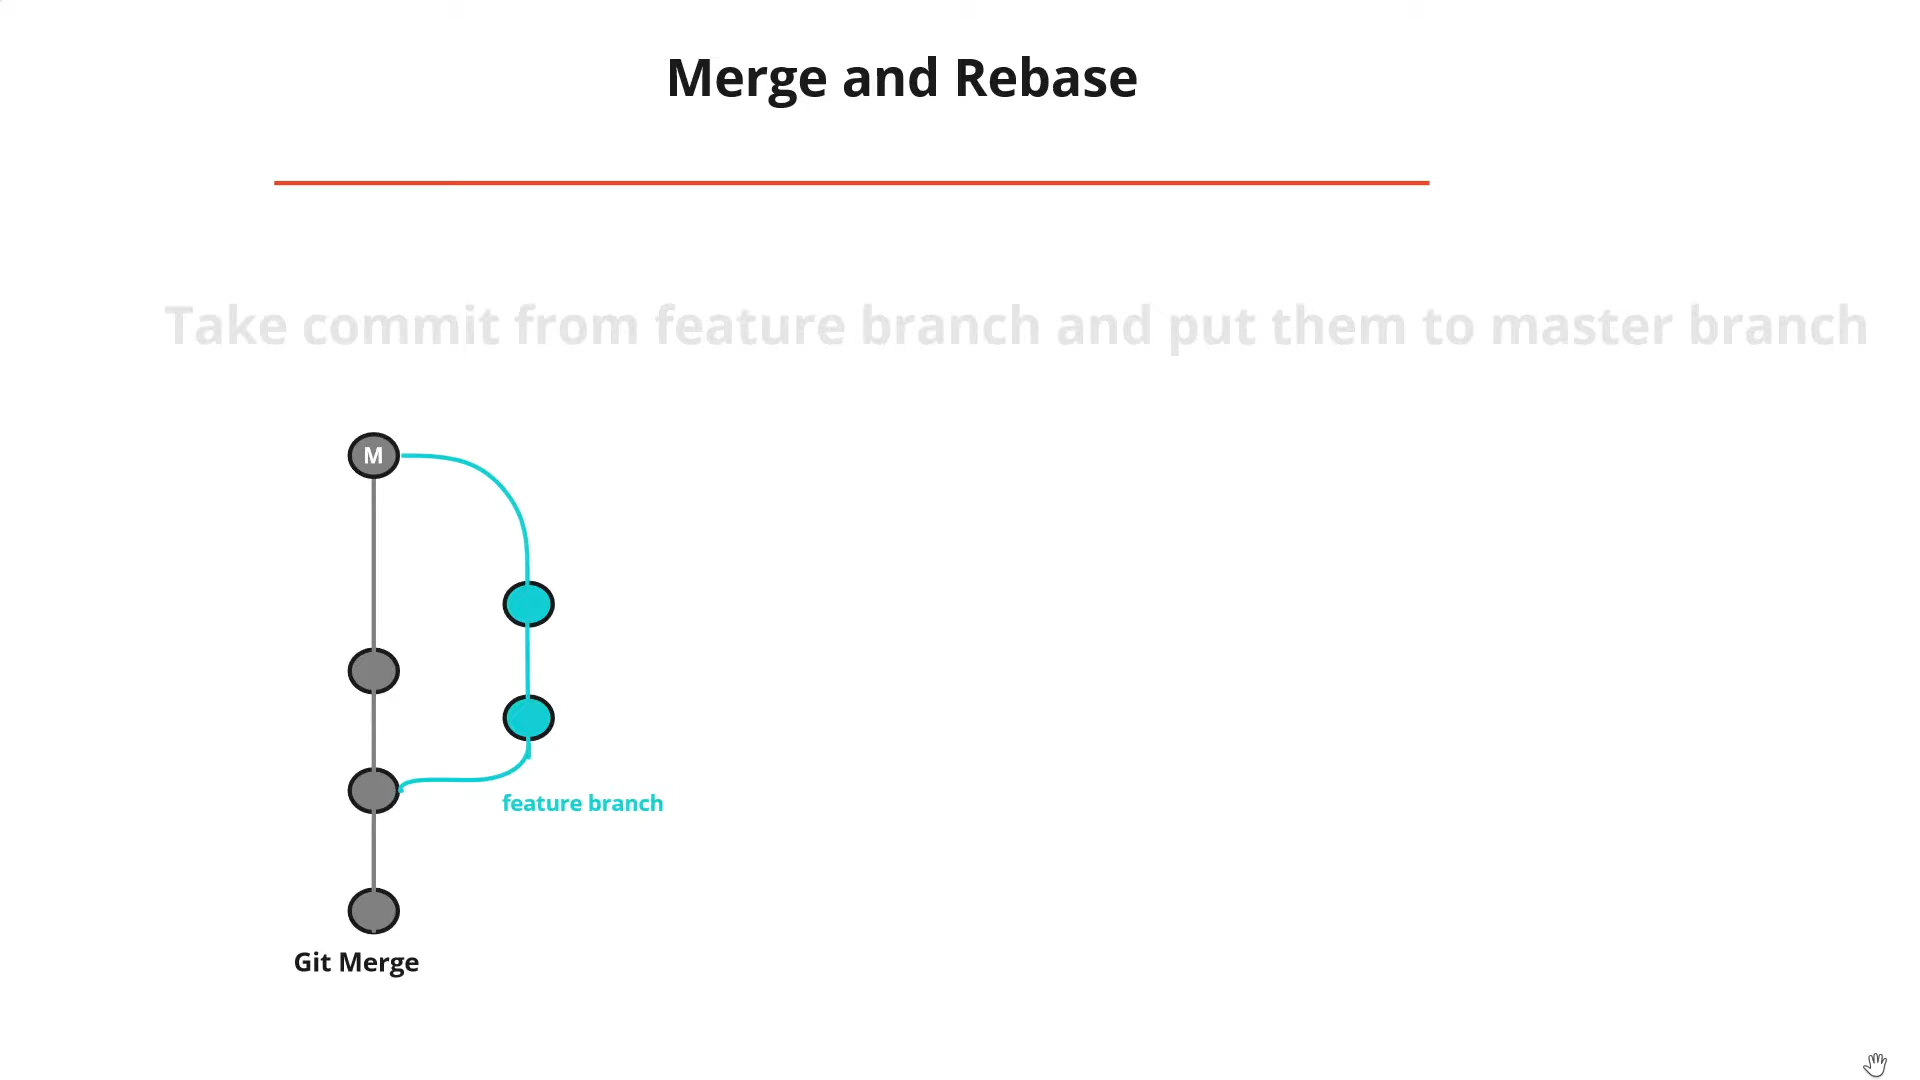 Merge and Rebase
Take commit from feature branch and put them to master branch
M
feature branch
Git Merge